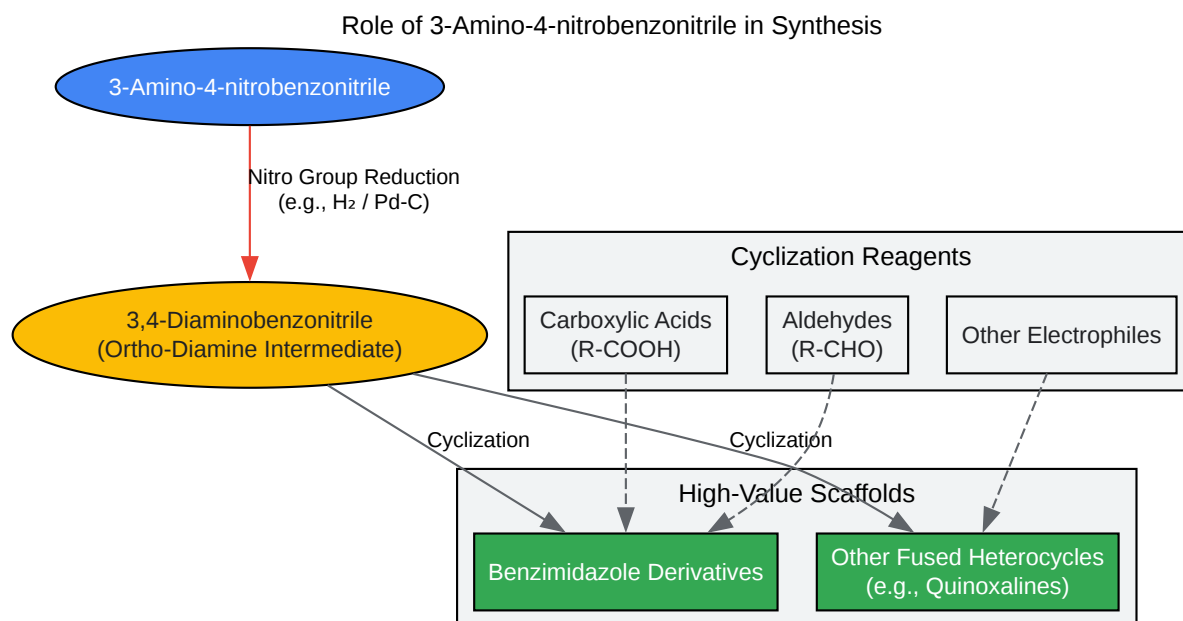 Role of 3-Amino-4-nitrobenzonitrile in Synthesis
3-Amino-4-nitrobenzonitrile
Nitro Group Reduction
(e.g., H₂ / Pd-C)
3,4-Diaminobenzonitrile
(Ortho-Diamine Intermediate)
Cyclization Reagents
Carboxylic Acids
(R-COOH)
Aldehydes
(R-CHO)
Other Electrophiles
Cyclization
Cyclization
High-Value Scaffolds
Benzimidazole Derivatives
Other Fused Heterocycles
(e.g., Quinoxalines)